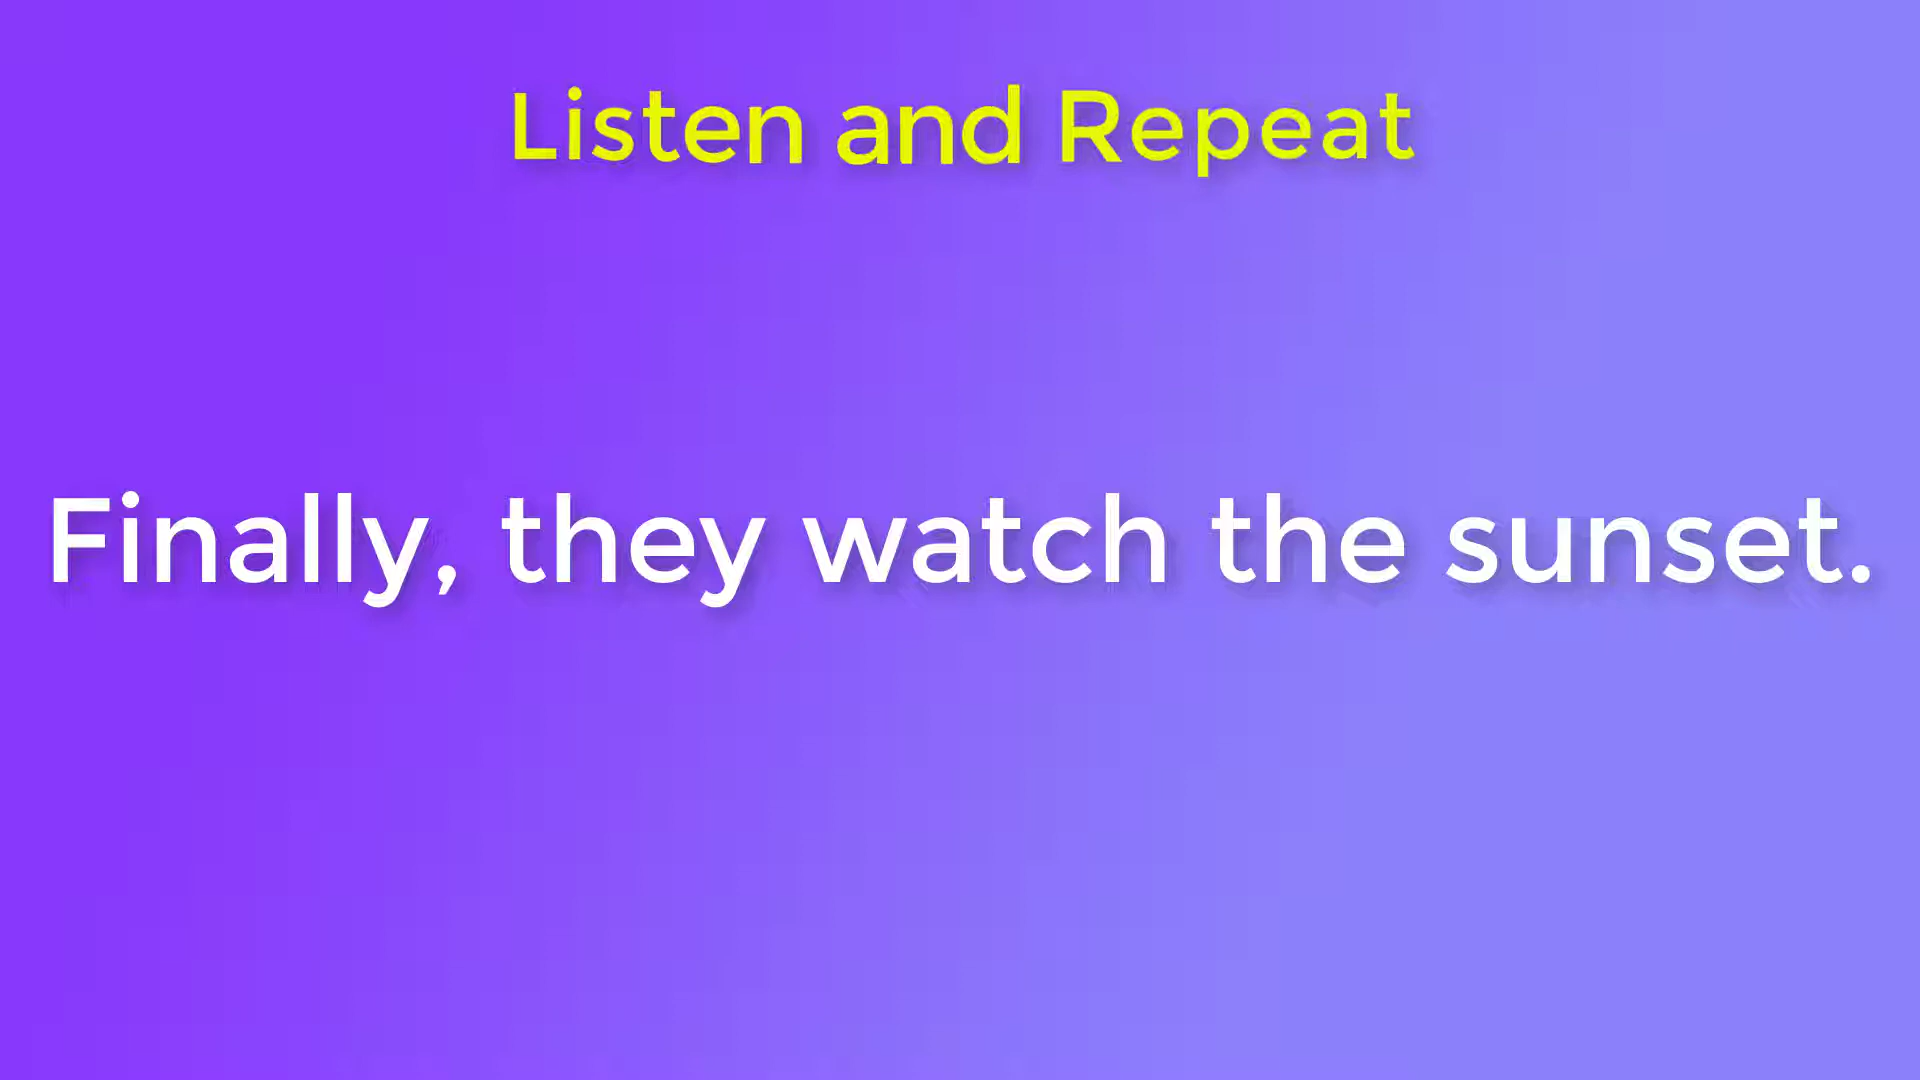 Listen and Repeat
Finally, they watch the sunset.